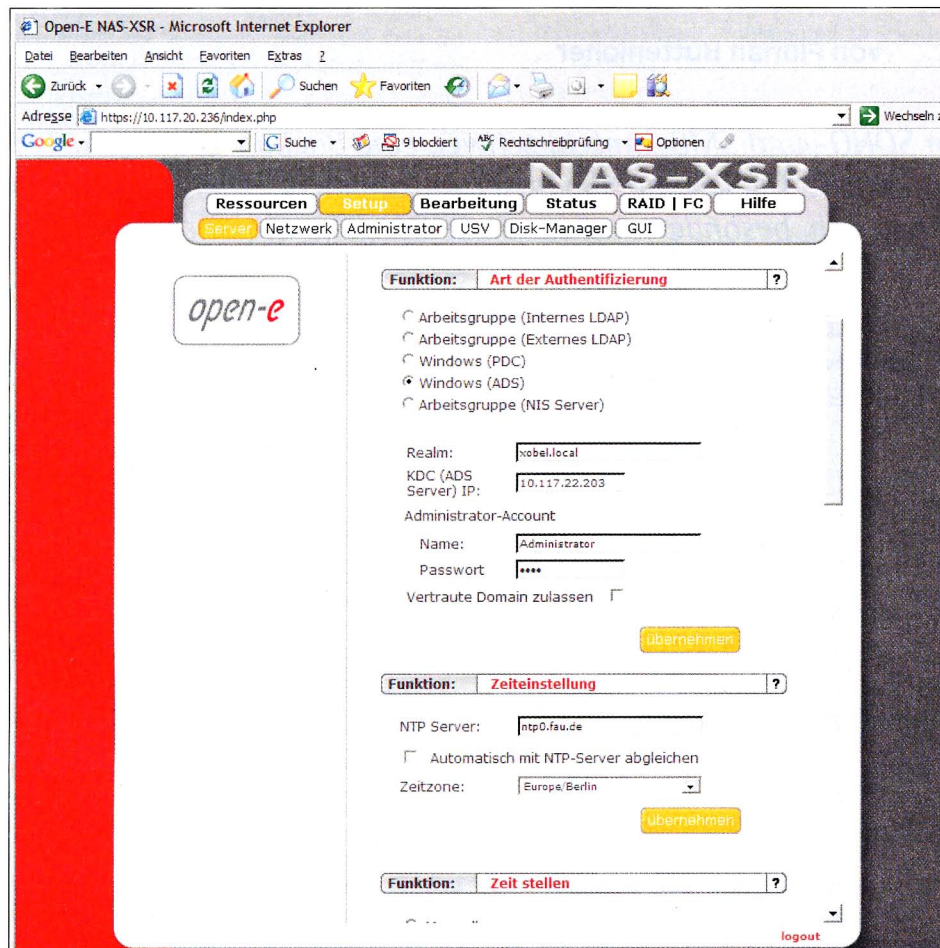 Open-E NAS-XSR - Microsoft Internet Explorer
Datei Bearbeiten Ansicht Favoriten Extras ?
Zurück Suchen Favoriten
Adresse https://10.117.20.236/index.php Wechseln z
Google G Suche 9 blockiert ABC Rechtschreibprüfung Optionen
NAS-XSR
Ressourcen Setup Bearbeitung Status RAID | FC Hilfe
Server Netzwerk Administrator USV Disk-Manager GUI
open-e
Funktion: Art der Authentifizierung ?
Arbeitsgruppe (Internes LDAP)
Arbeitsgruppe (Externes LDAP)
Windows (PDC)
Windows (ADS)
Arbeitsgruppe (NIS Server)
Realm: xobel.local
KDC (ADS
Server) IP: 10.117.22.203
Administrator-Account
Name: Administrator
Passwort ••••
Vertraute Domain zulassen
übernehmen
Funktion: Zeiteinstellung ?
NTP Server: ntp0.fau.de
Automatisch mit NTP-Server abgleichen
Zeitzone: Europe/Berlin
übernehmen
Funktion: Zeit stellen ?
logout